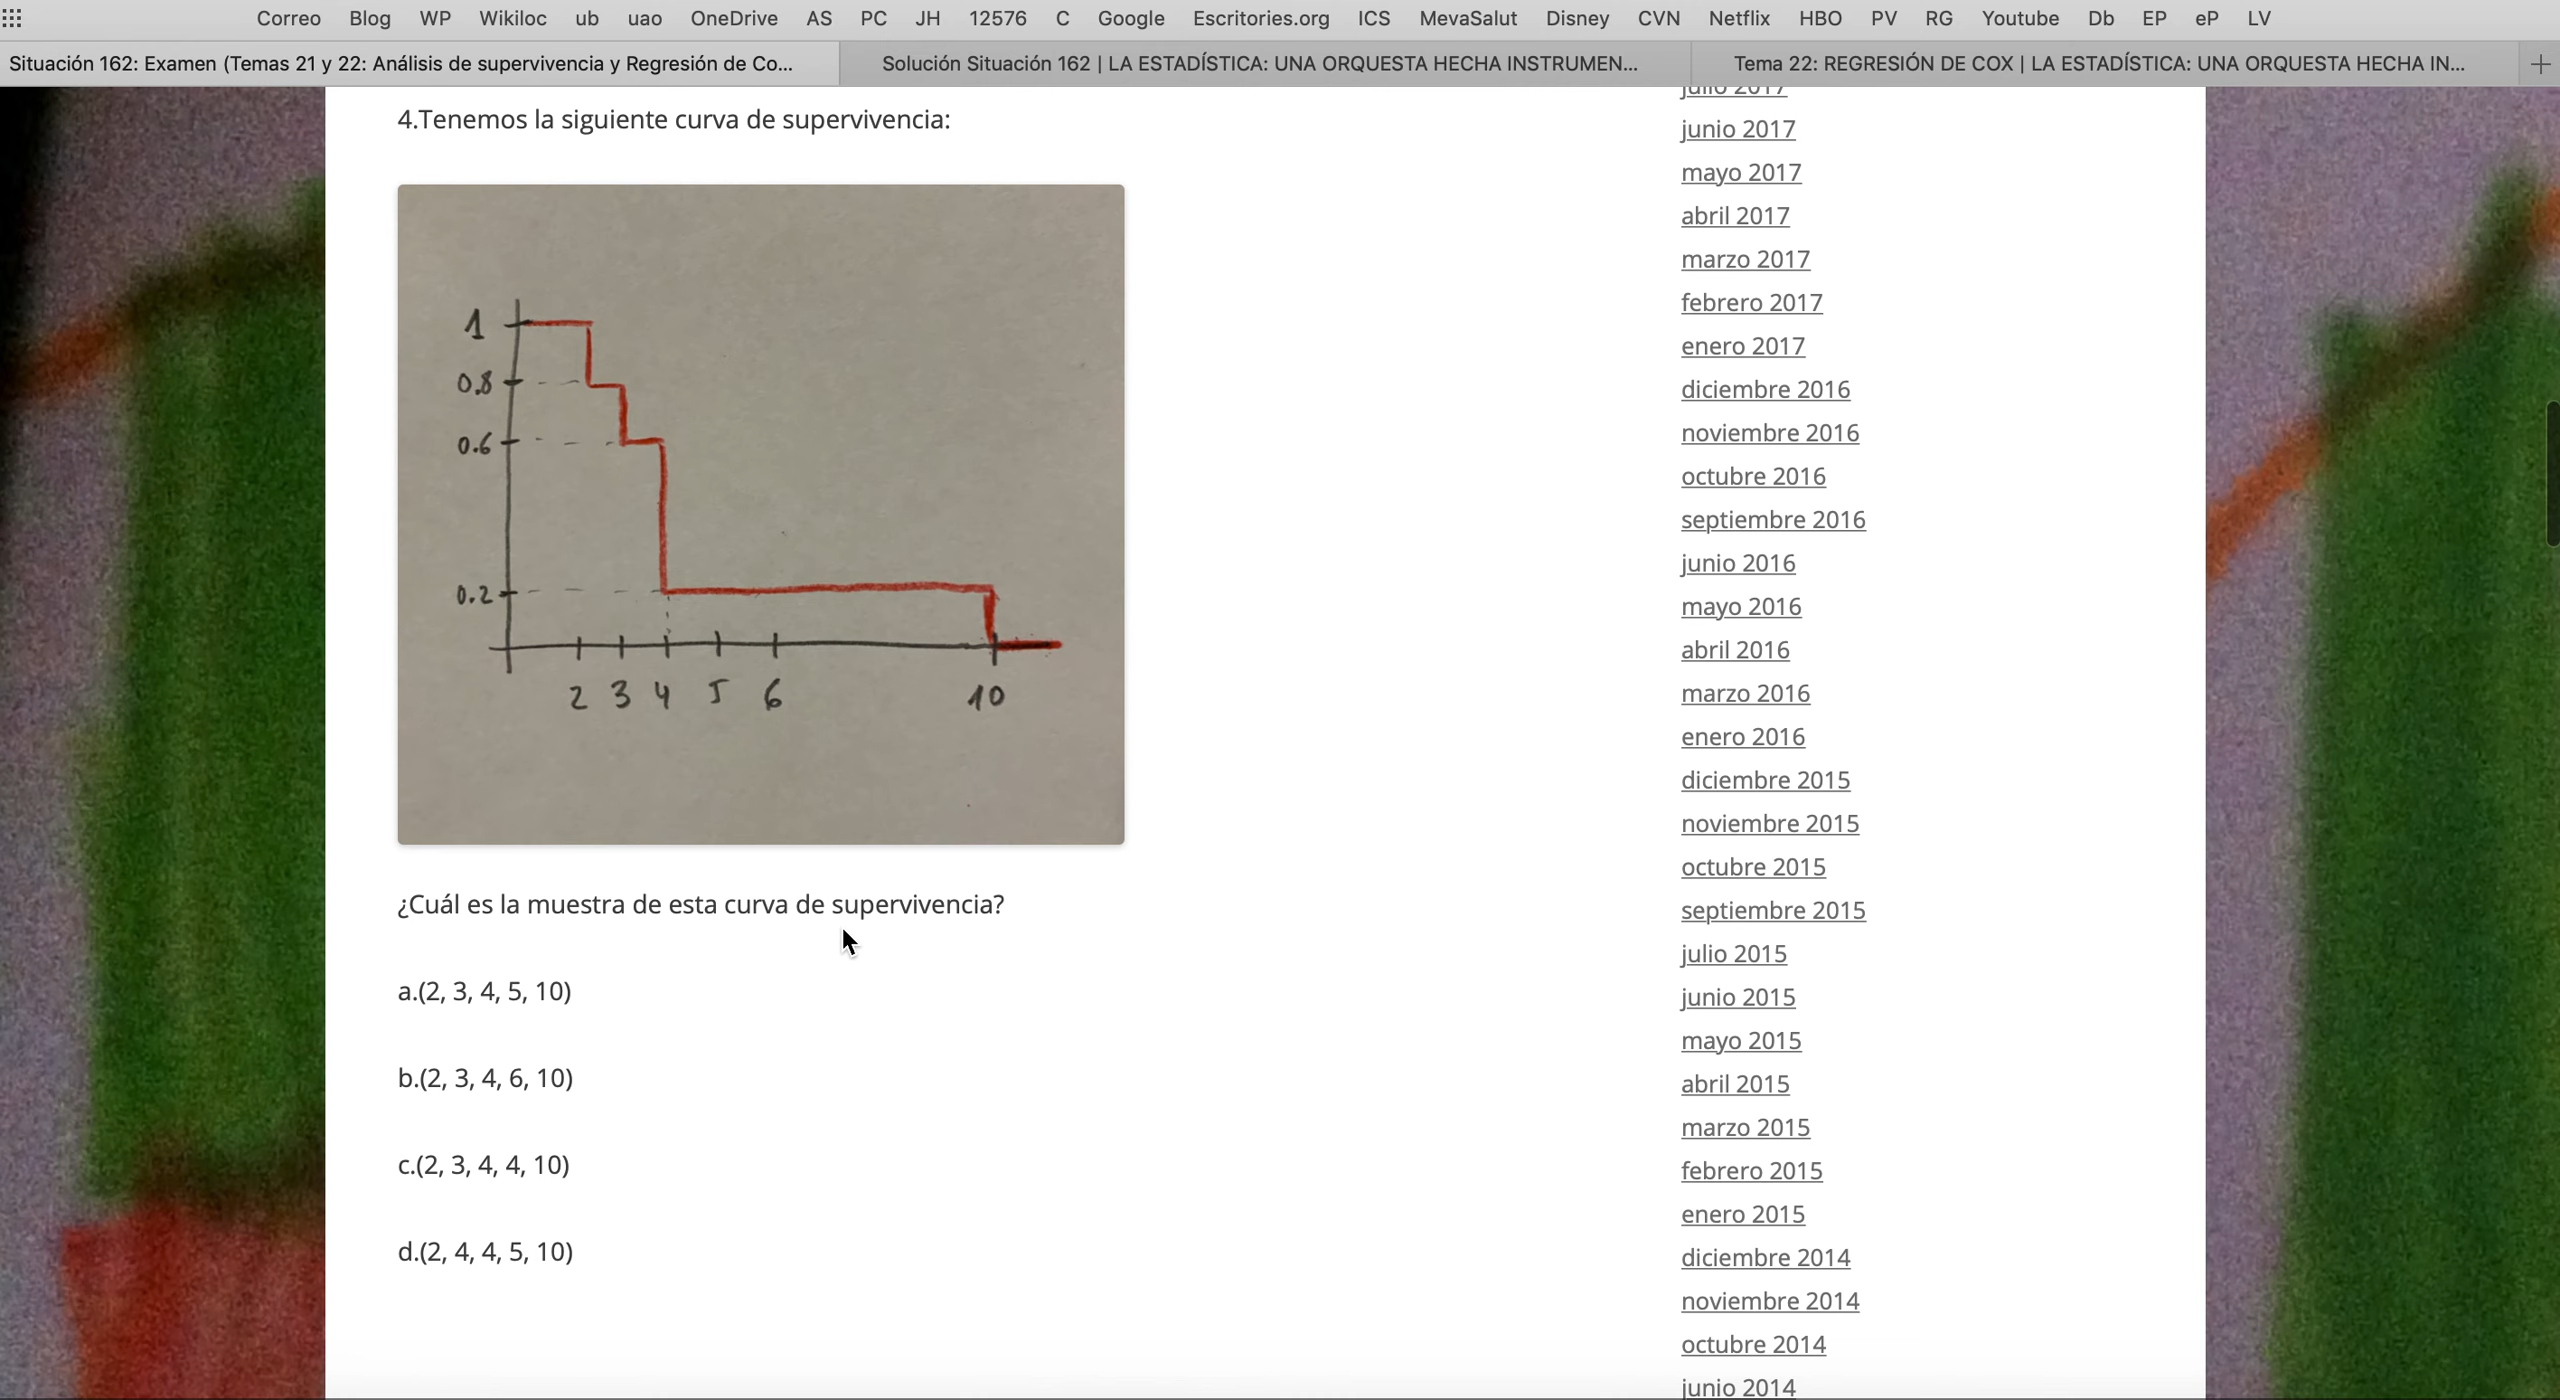 Correo Blog WP Wikiloc ub uao OneDrive AS PC JH 12576 C Google Escritories.org ICS MevaSalut Disney CVN Netflix HBO PV RG Youtube Db EP eP LV
Situación 162: Examen (Temas 21 y 22: Análisis de supervivencia y Regresión de Co...
Solución Situación 162 | LA ESTADÍSTICA: UNA ORQUESTA HECHA INSTRUMEN...
Tema 22: REGRESIÓN DE COX | LA ESTADÍSTICA: UNA ORQUESTA HECHA IN...
4.Tenemos la siguiente curva de supervivencia:
1
0.8
0.6
0.2
2 3 4 5 6 10
¿Cuál es la muestra de esta curva de supervivencia?
a.(2, 3, 4, 5, 10)
b.(2, 3, 4, 6, 10)
c.(2, 3, 4, 4, 10)
d.(2, 4, 4, 5, 10)
julio 2017
junio 2017
mayo 2017
abril 2017
marzo 2017
febrero 2017
enero 2017
diciembre 2016
noviembre 2016
octubre 2016
septiembre 2016
junio 2016
mayo 2016
abril 2016
marzo 2016
enero 2016
diciembre 2015
noviembre 2015
octubre 2015
septiembre 2015
julio 2015
junio 2015
mayo 2015
abril 2015
marzo 2015
febrero 2015
enero 2015
diciembre 2014
noviembre 2014
octubre 2014
junio 2014